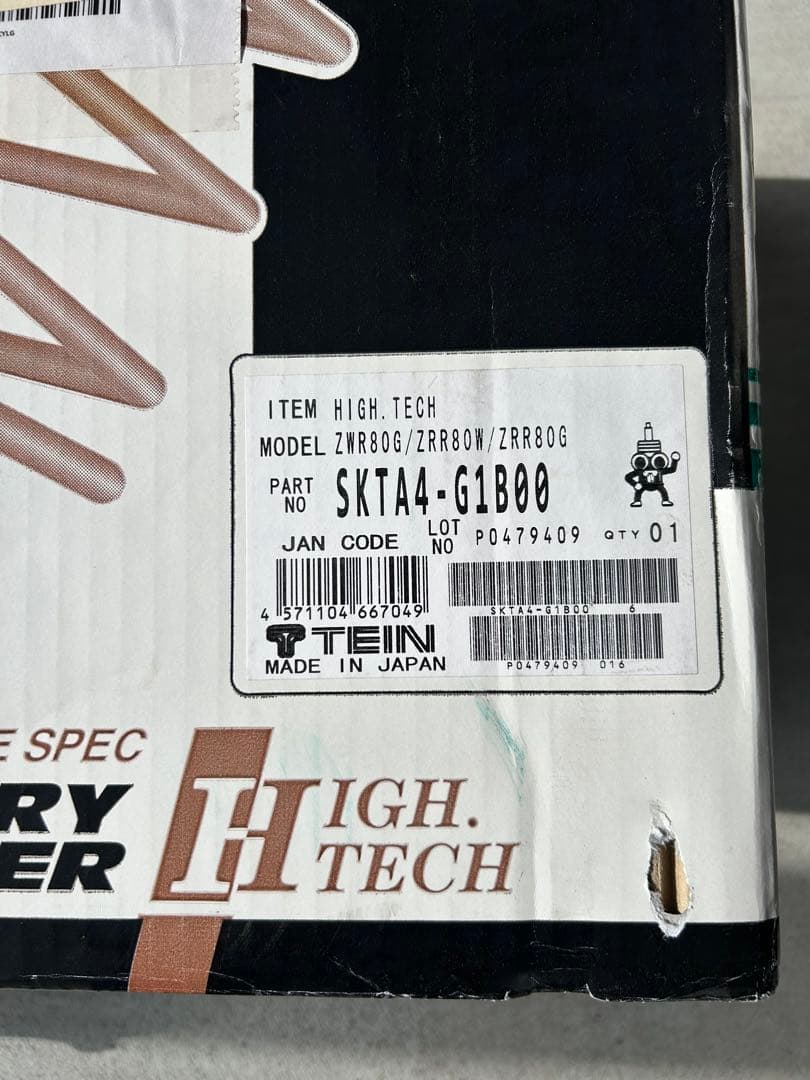 ITEM HIGH.TECH
MODEL ZWR80G/ZRR80W/ZRR80G
PART NO SKTA4-G1B00
JAN CODE LOT NO P0479409 QTY 01
4 571104 667049
SKTA4-G1B00 6
TEIN
P0479409 016
MADE IN JAPAN
E SPEC
RY
ER
HIGH.
TECH